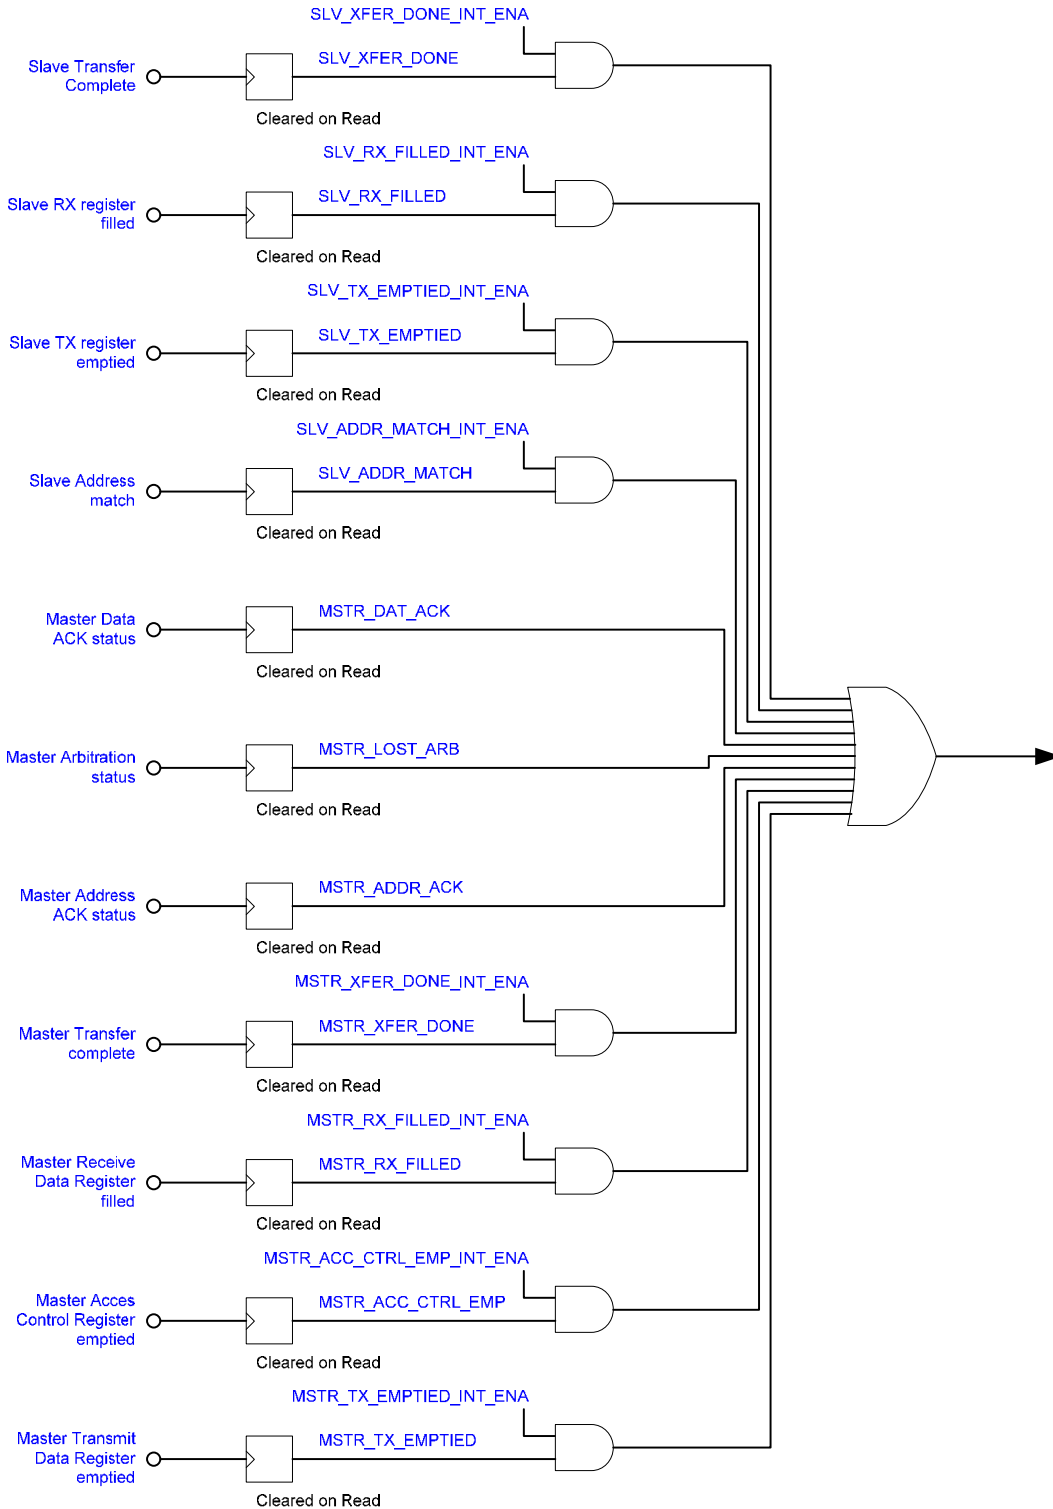 SLV_XFER_DONE_INT_ENA
Slave Transfer
Complete
SLV_XFER_DONE
Cleared on Read
SLV_RX_FILLED_INT_ENA
Slave RX register
filled
SLV_RX_FILLED
Cleared on Read
SLV_TX_EMPTIED_INT_ENA
Slave TX register
emptied
SLV_TX_EMPTIED
Cleared on Read
SLV_ADDR_MATCH_INT_ENA
Slave Address
match
SLV_ADDR_MATCH
Cleared on Read
Master Data
ACK status
MSTR_DAT_ACK
Cleared on Read
Master Arbitration
status
MSTR_LOST_ARB
Cleared on Read
Master Address
ACK status
MSTR_ADDR_ACK
Cleared on Read
MSTR_XFER_DONE_INT_ENA
Master Transfer
complete
MSTR_XFER_DONE
Cleared on Read
MSTR_RX_FILLED_INT_ENA
Master Receive
Data Register
filled
MSTR_RX_FILLED
Cleared on Read
MSTR_ACC_CTRL_EMP_INT_ENA
Master Acces
Control Register
emptied
MSTR_ACC_CTRL_EMP
Cleared on Read
MSTR_TX_EMPTIED_INT_ENA
Master Transmit
Data Register
emptied
MSTR_TX_EMPTIED
Cleared on Read